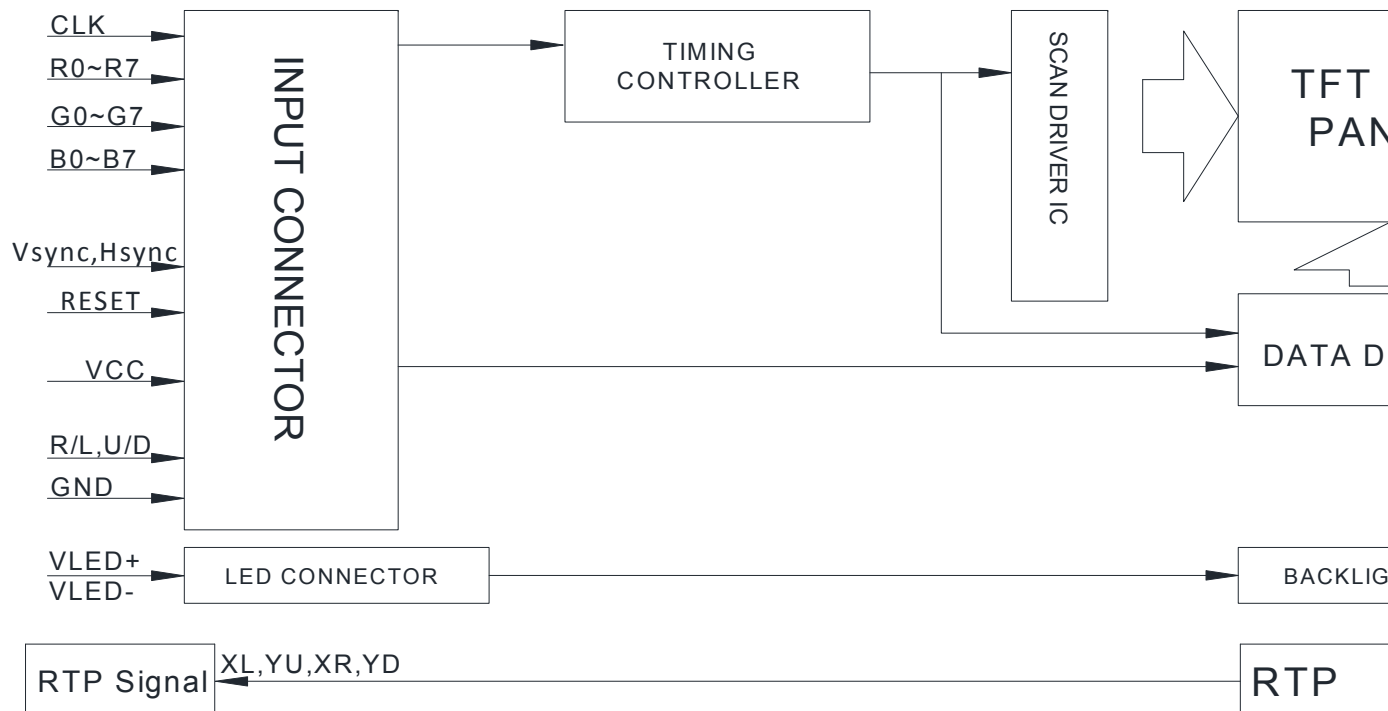 CLK
R0~R7
G0~G7
B0~B7
Vsync,Hsync
RESET
VCC
R/L,U/D
GND
INPUT CONNECTOR
TIMING
CONTROLLER
SCAN DRIVER IC
TFT
PAN
DATA D
VLED+
VLED-
LED CONNECTOR
BACKLIG
RTP Signal
XL,YU,XR,YD
RTP